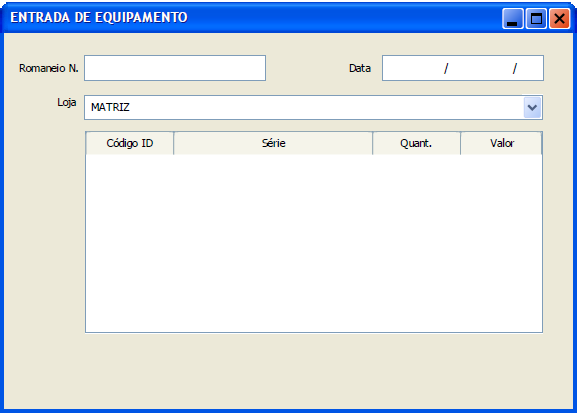 ENTRADA DE EQUIPAMENTO
Romaneio N. Data / /
Loja MATRIZ
Código ID Série Quant. Valor